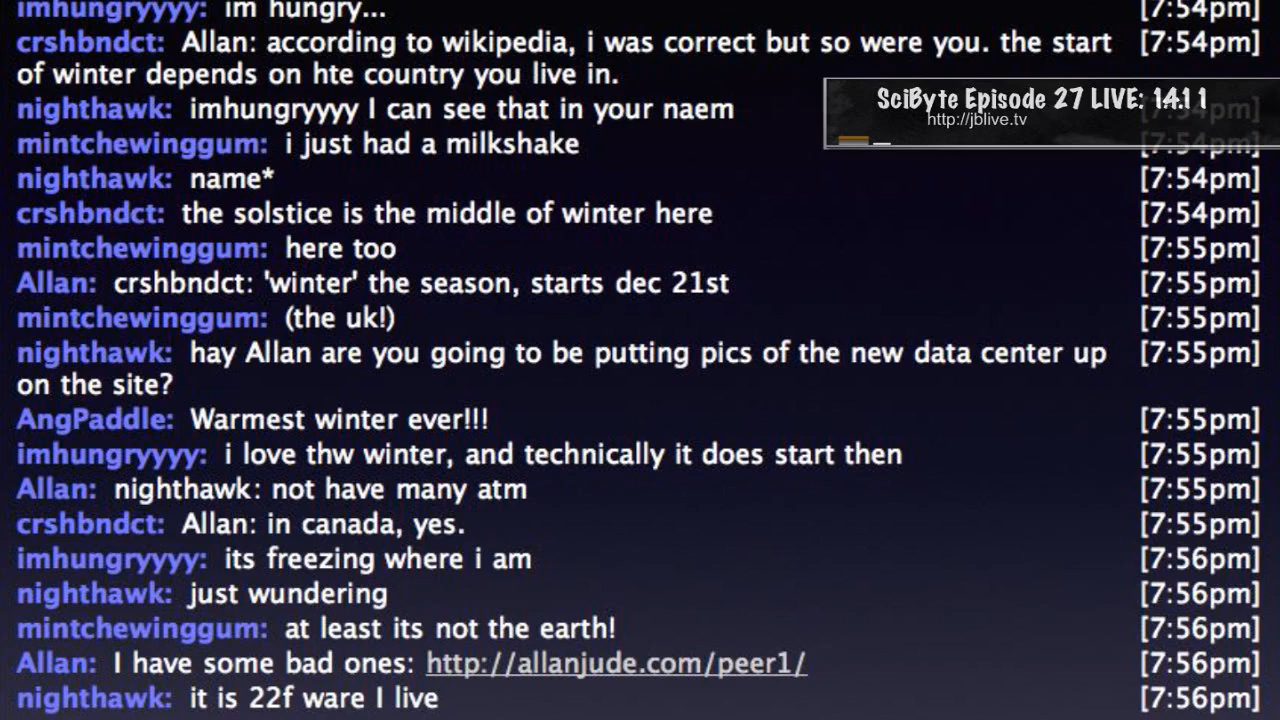 imhungryyyy: im hungry... [7:54pm]
crshbndct: Allan: according to wikipedia, i was correct but so were you. the start [7:54pm]
of winter depends on hte country you live in.
SciByte Episode 27 LIVE: 14:11
http://jblive.tv
nighthawk: imhungryyyy I can see that in your naem [7:54pm]
mintchewinggum: i just had a milkshake [7:54pm]
nighthawk: name* [7:54pm]
crshbndct: the solstice is the middle of winter here [7:54pm]
mintchewinggum: here too [7:55pm]
Allan: crshbndct: 'winter' the season, starts dec 21st [7:55pm]
mintchewinggum: (the uk!) [7:55pm]
nighthawk: hay Allan are you going to be putting pics of the new data center up [7:55pm]
on the site?
AngPaddle: Warmest winter ever!!! [7:55pm]
imhungryyyy: i love thw winter, and technically it does start then [7:55pm]
Allan: nighthawk: not have many atm [7:55pm]
crshbndct: Allan: in canada, yes. [7:55pm]
imhungryyyy: its freezing where i am [7:56pm]
nighthawk: just wundering [7:56pm]
mintchewinggum: at least its not the earth! [7:56pm]
Allan: I have some bad ones: http://allanjude.com/peer1/ [7:56pm]
nighthawk: it is 22f ware I live [7:56pm]